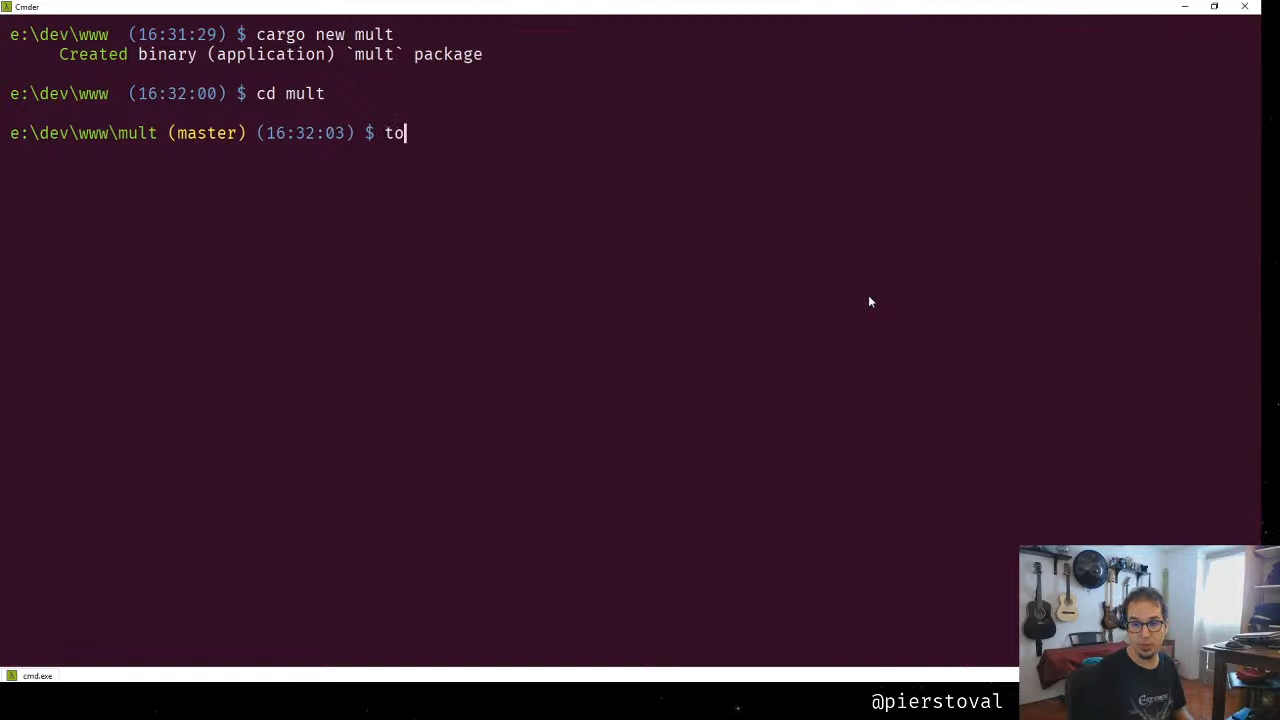 Cmder
e:\dev\www (16:31:29) $ cargo new mult
Created binary (application) `mult` package
e:\dev\www (16:32:00) $ cd mult
e:\dev\www\mult (master) (16:32:03) $ to
cmd.exe
@pierstoval